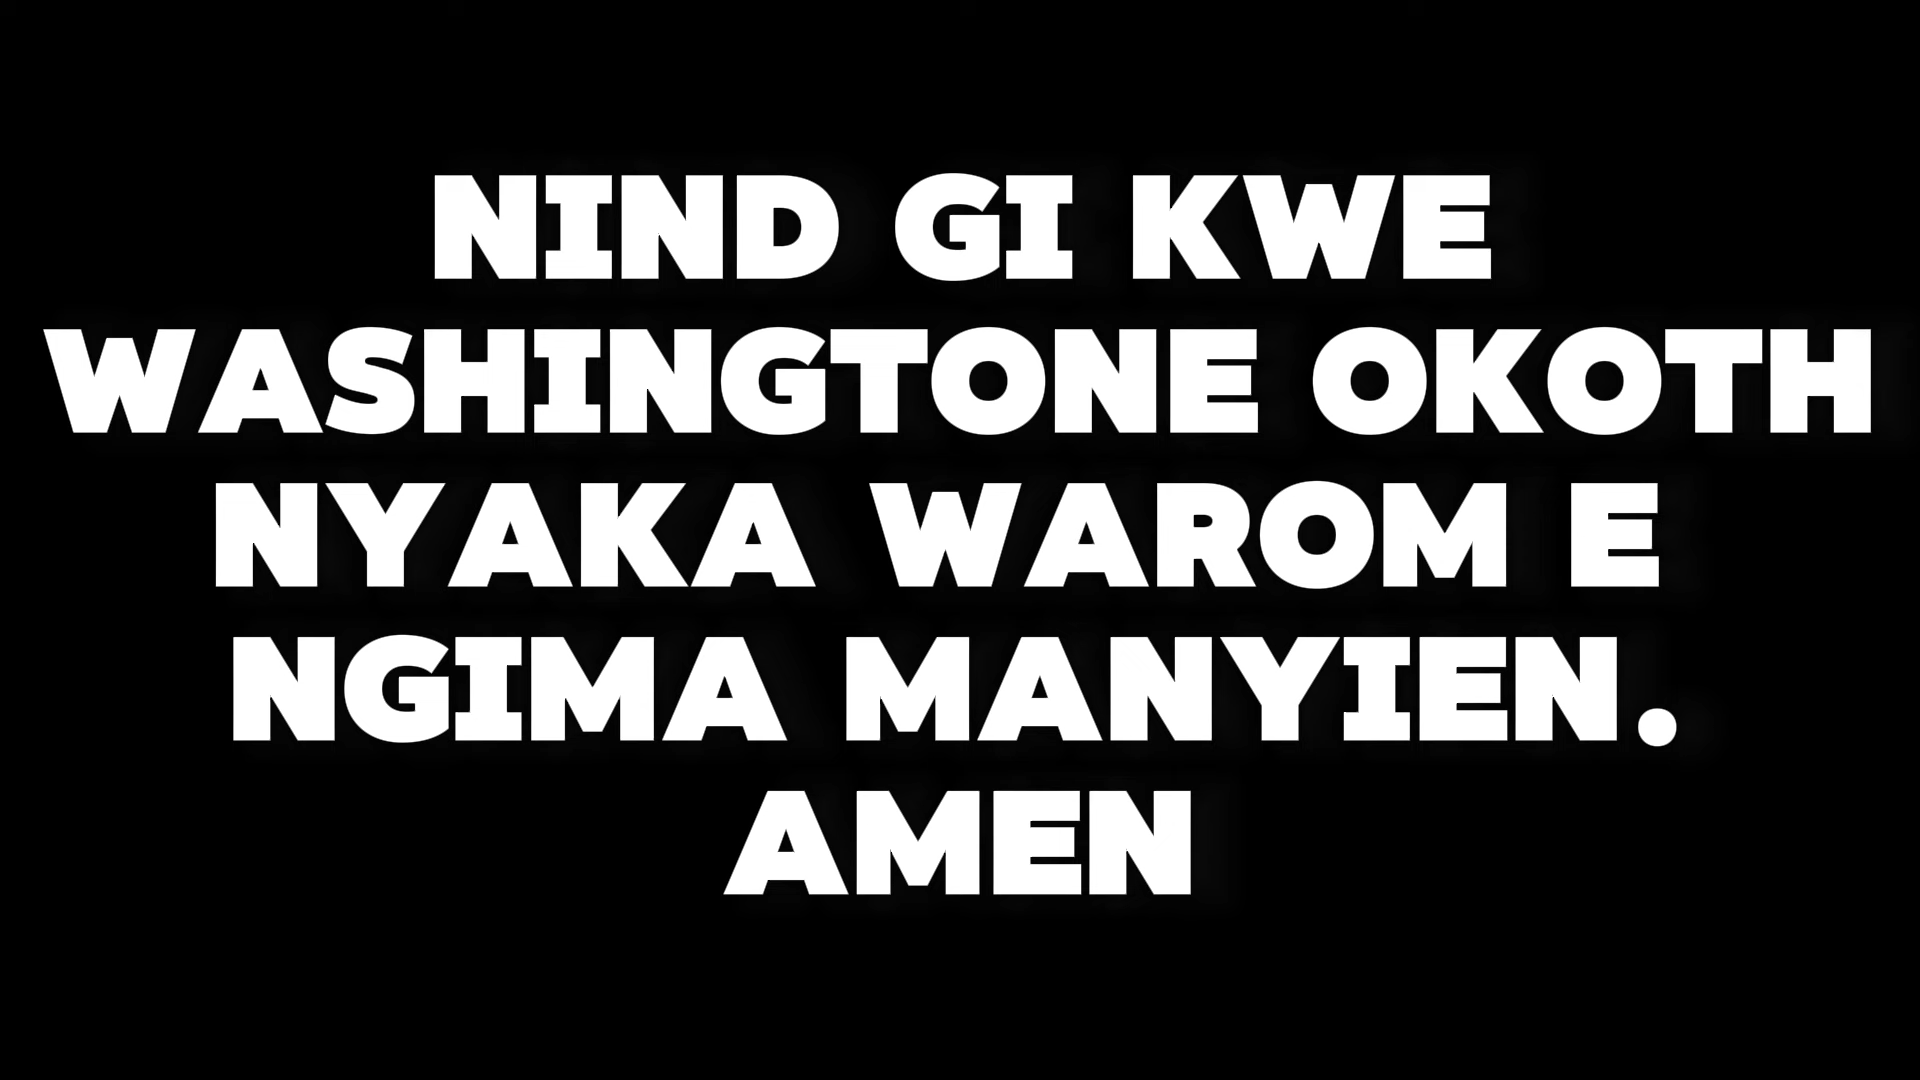 NIND GI KWE
WASHINGTONE OKOTH
NYAKA WAROM E
NGIMA MANYIEN.
AMEN